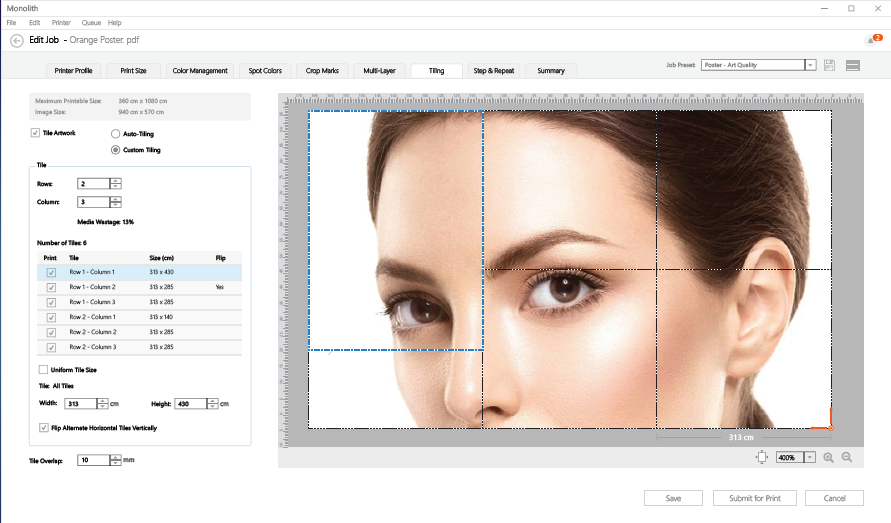 Monolith
File Edit Printer Queue Help
Edit Job - Orange Poster. pdf
2
Printer Profile Print Size Color Management Spot Colors Crop Marks Multi-Layer Tiling Step & Repeat Summary
Job Preset: Poster - Art Quality
Maximum Printable Size: 360 cm x 1080 cm
Image Size: 940 cm x 570 cm
Tile Artwork Auto-Tiling
Custom Tiling
Tile
Rows: 2
Column: 3
Media Wastage: 13%
Number of Tiles: 6
Print Tile Size (cm) Flip
Row 1 - Column 1 313 x 430
Row 1 - Column 2 313 x 285 Yes
Row 1 - Column 3 313 x 285
Row 2 - Column 1 313 x 140
Row 2 - Column 2 313 x 285
Row 2 - Column 3 313 x 285
Uniform Tile Size
Tile: All Tiles
Width: 313 cm Height: 430 cm
Flip Alternate Horizontal Tiles Vertically
Tile Overlap: 10 mm
313 cm
400%
Save Submit for Print Cancel